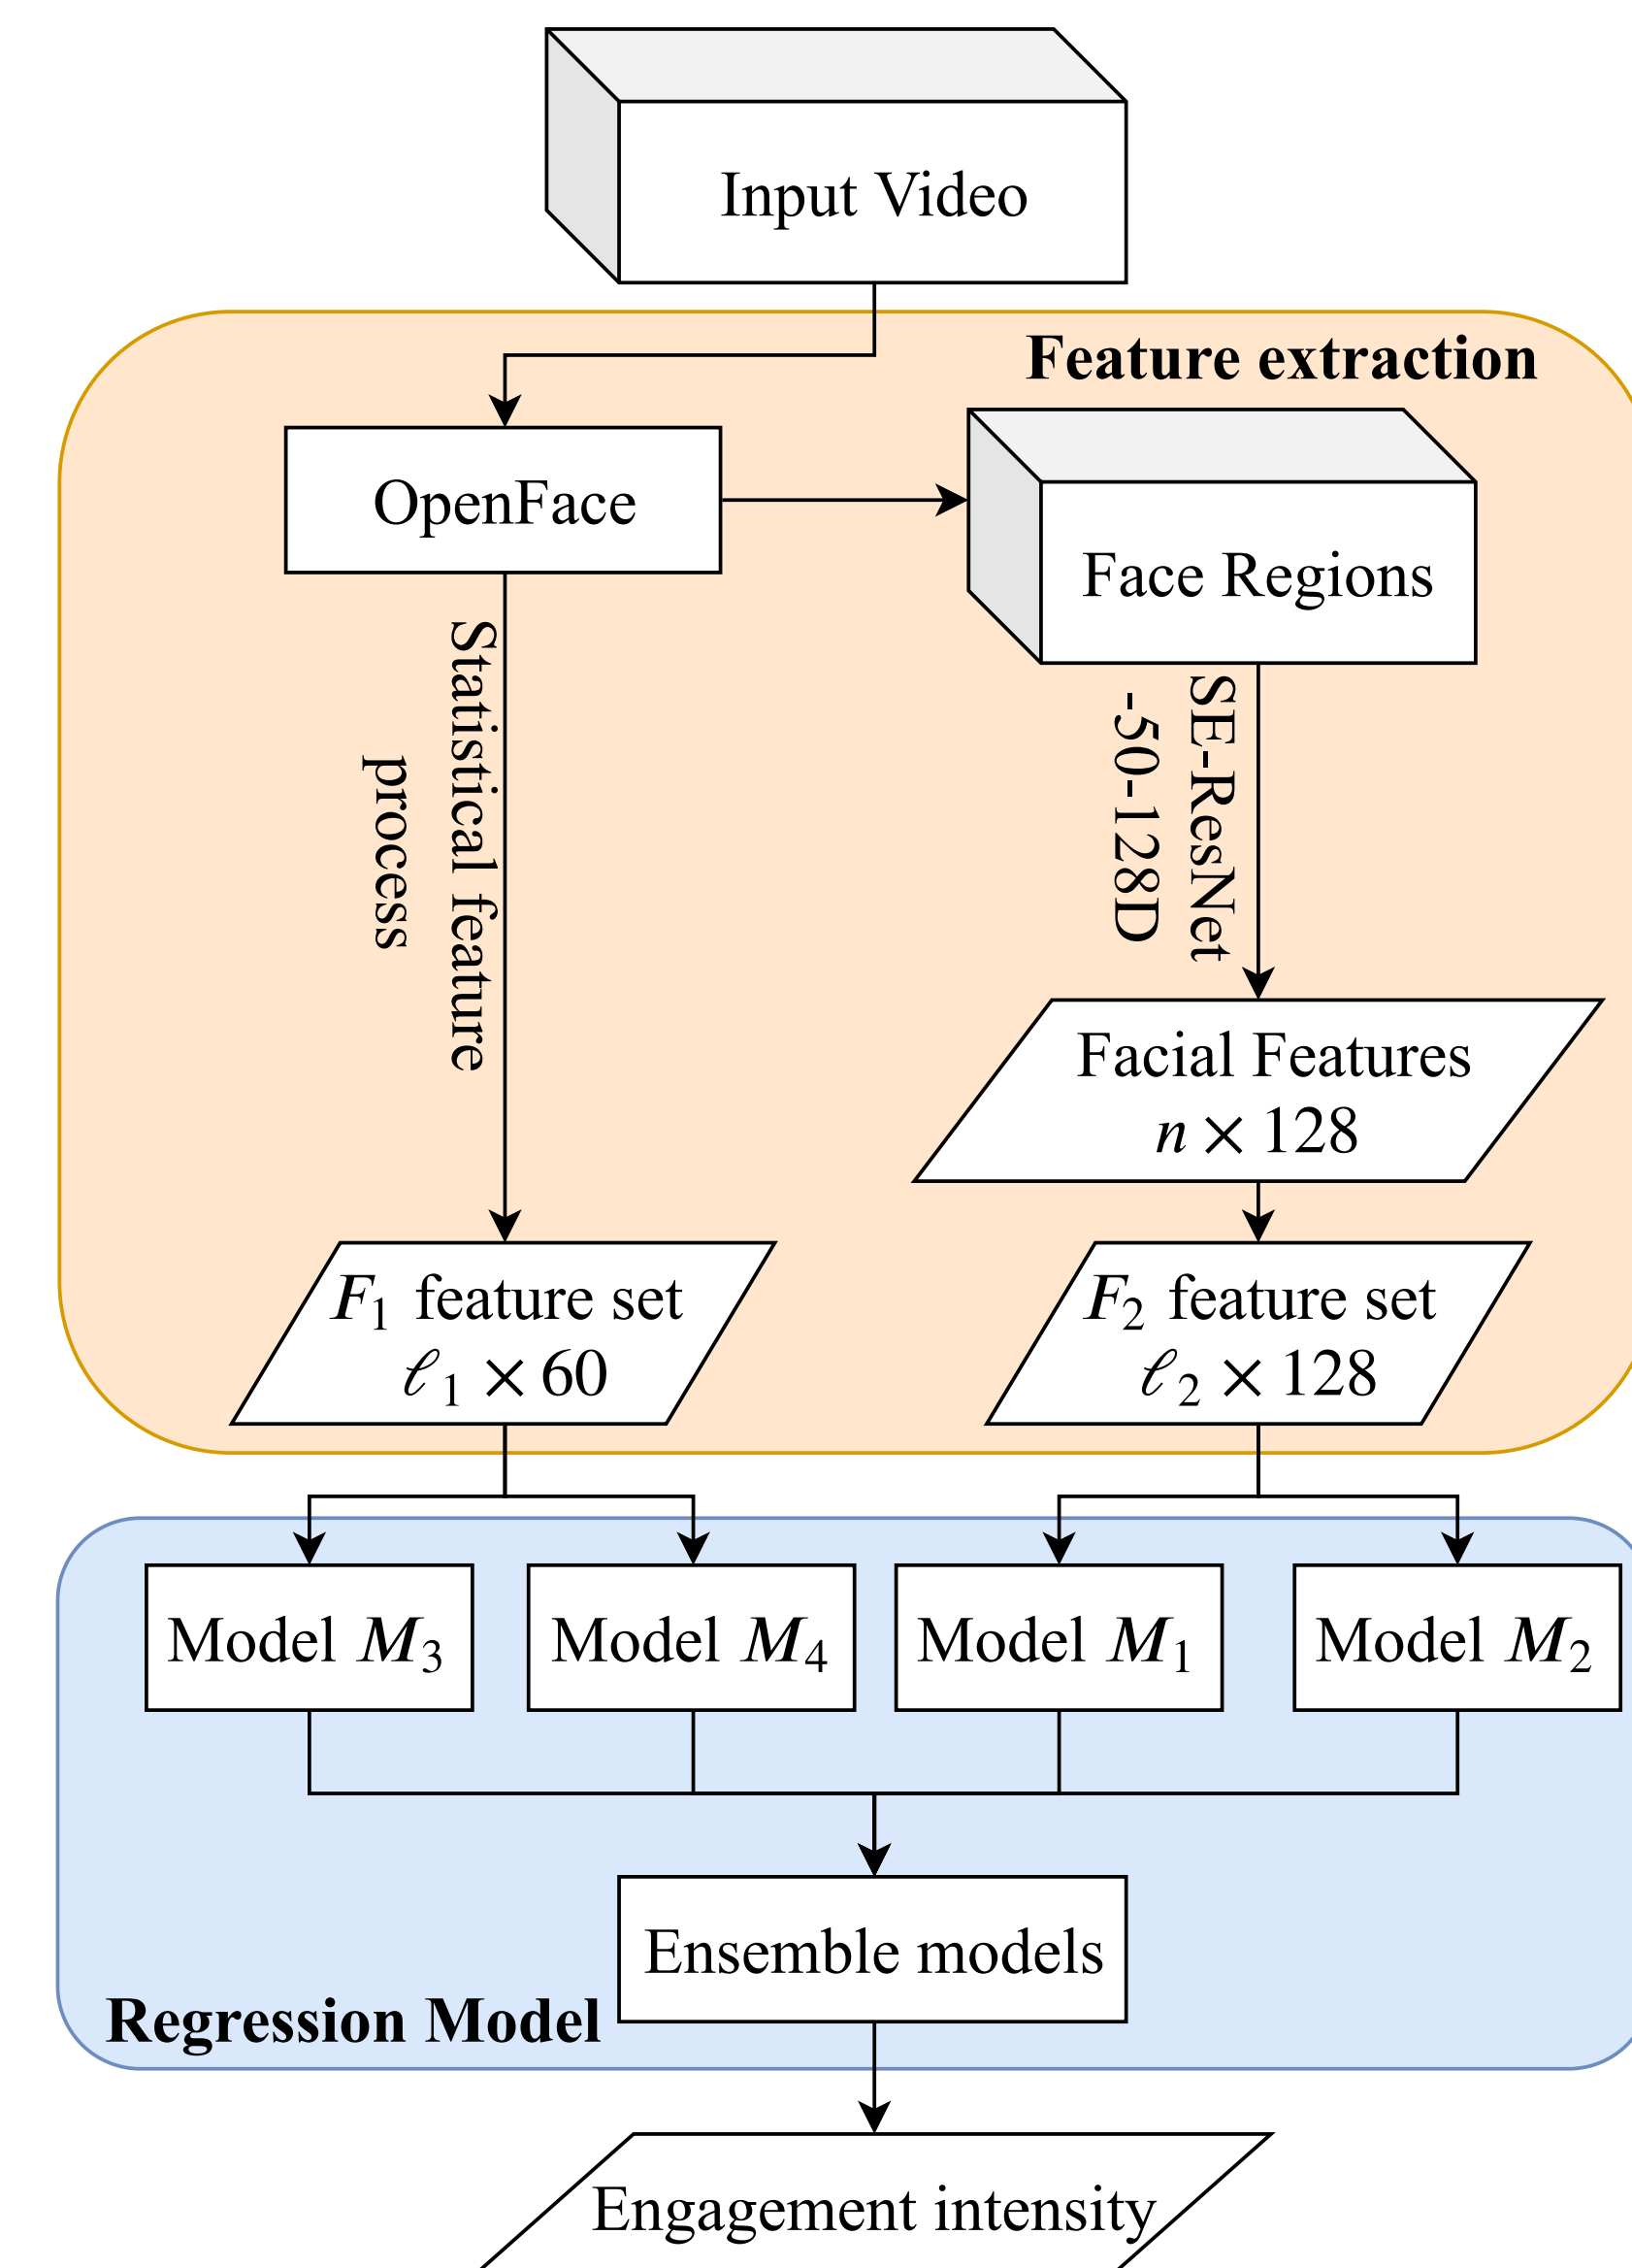 Input Video
Feature extraction
OpenFace
Face Regions
Statistical feature
process
SE-ResNet
-50-128D
Facial Features
n × 128
F₁ feature set
ℓ₁ × 60
F₂ feature set
ℓ₂ × 128
Model M₃
Model M₄
Model M₁
Model M₂
Ensemble models
Regression Model
Engagement intensity